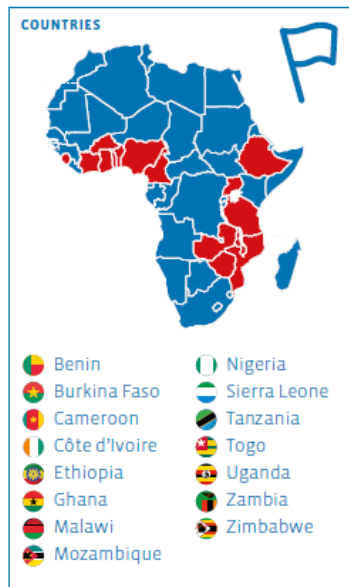 COUNTRIES
Benin
Burkina Faso
Cameroon
Côte d'Ivoire
Ethiopia
Ghana
Malawi
Mozambique
Nigeria
Sierra Leone
Tanzania
Togo
Uganda
Zambia
Zimbabwe